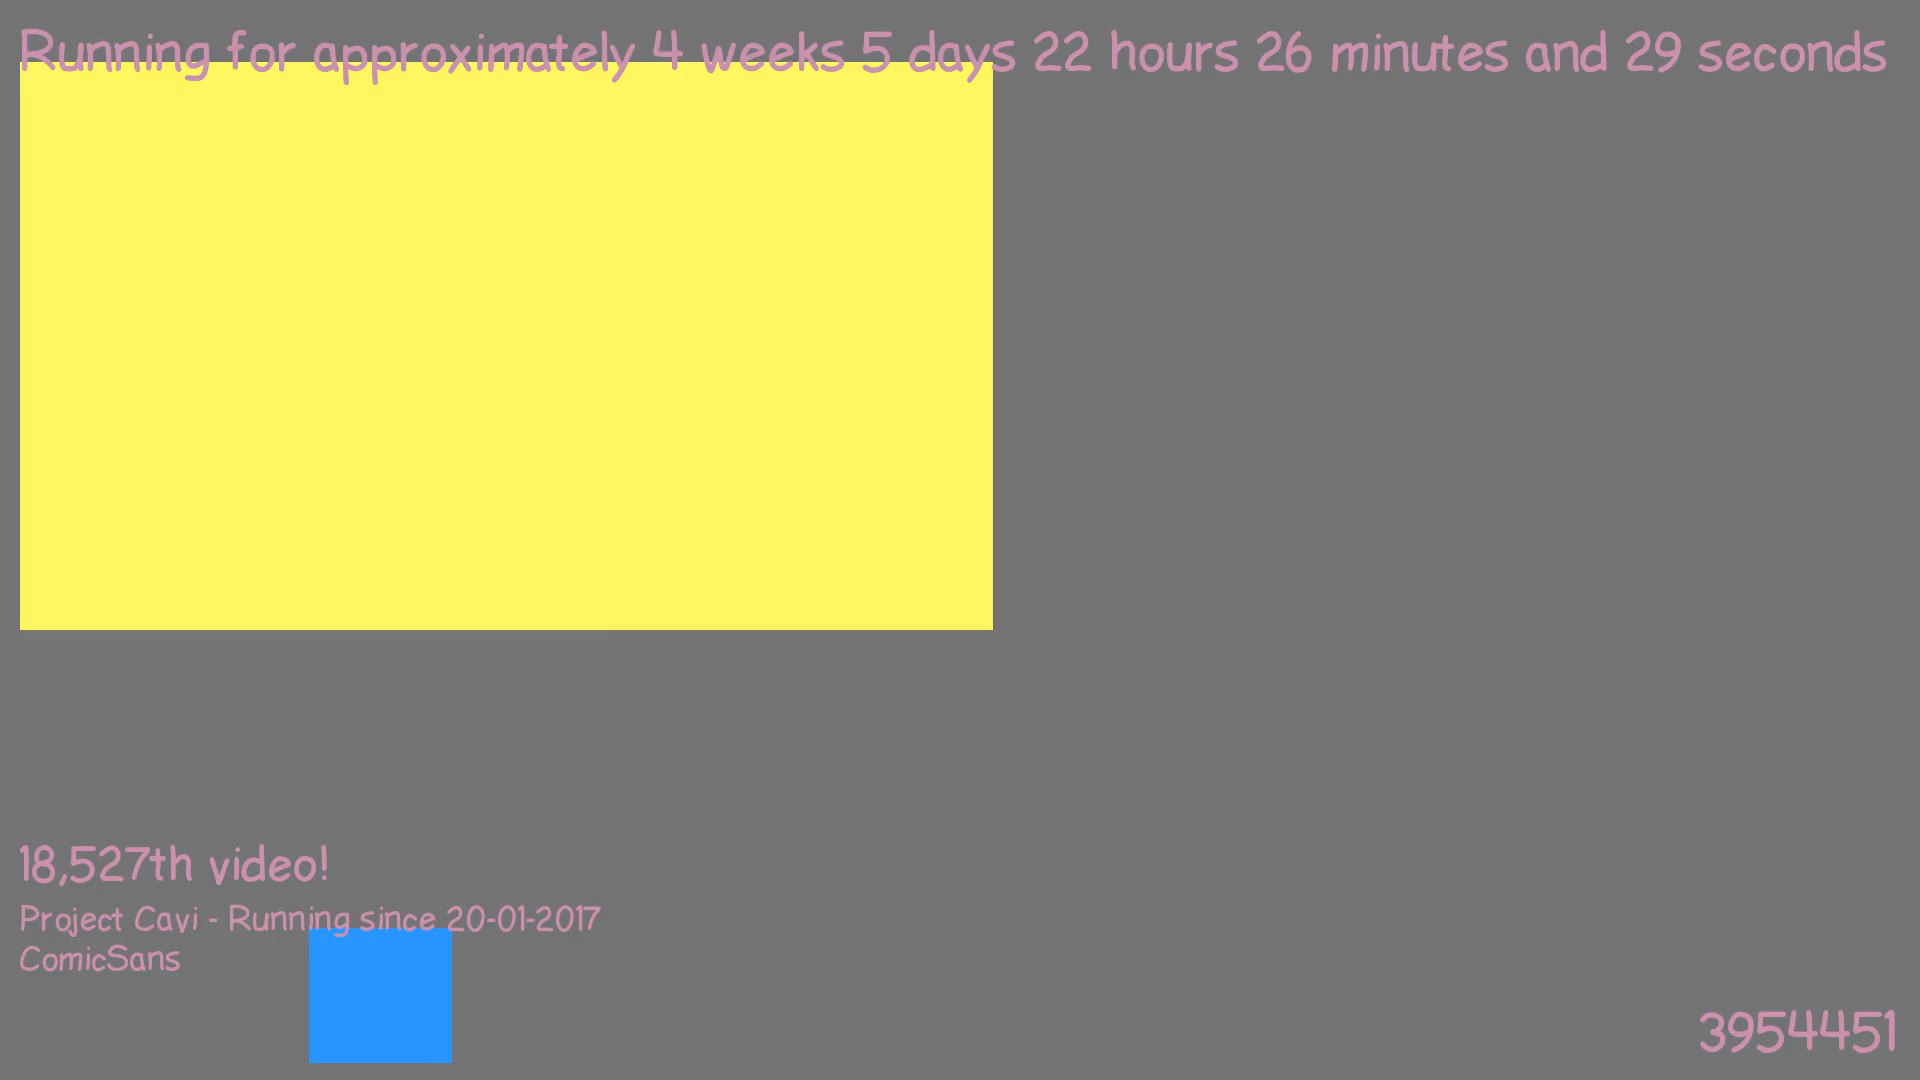 Running for approximately 4 weeks 5 days 22 hours 26 minutes and 29 seconds
18,527th video!
Project Cavi - Running since 20-01-2017
ComicSans
3954451